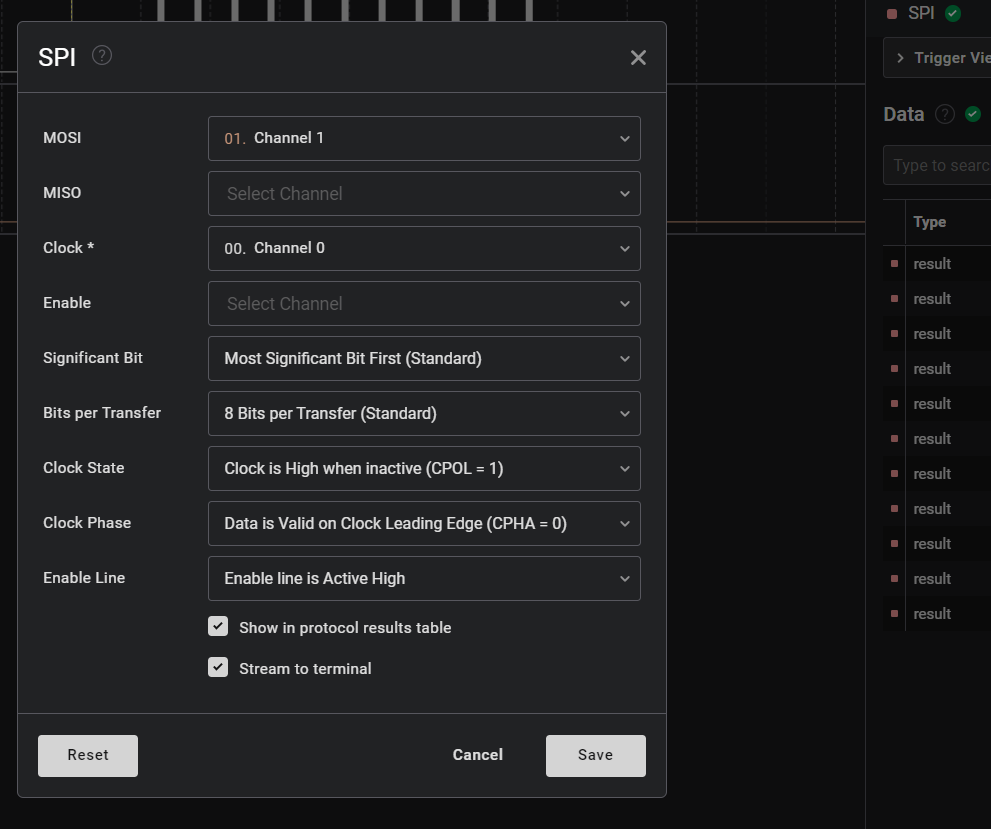 SPI
MOSI
01. Channel 1
MISO
Select Channel
Clock *
00. Channel 0
Enable
Select Channel
Significant Bit
Most Significant Bit First (Standard)
Bits per Transfer
8 Bits per Transfer (Standard)
Clock State
Clock is High when inactive (CPOL = 1)
Clock Phase
Data is Valid on Clock Leading Edge (CPHA = 0)
Enable Line
Enable line is Active High
Show in protocol results table
Stream to terminal
Reset
Cancel
Save
SPI
Trigger Vie
Data
Type to searc
Type
result
result
result
result
result
result
result
result
result
result
result